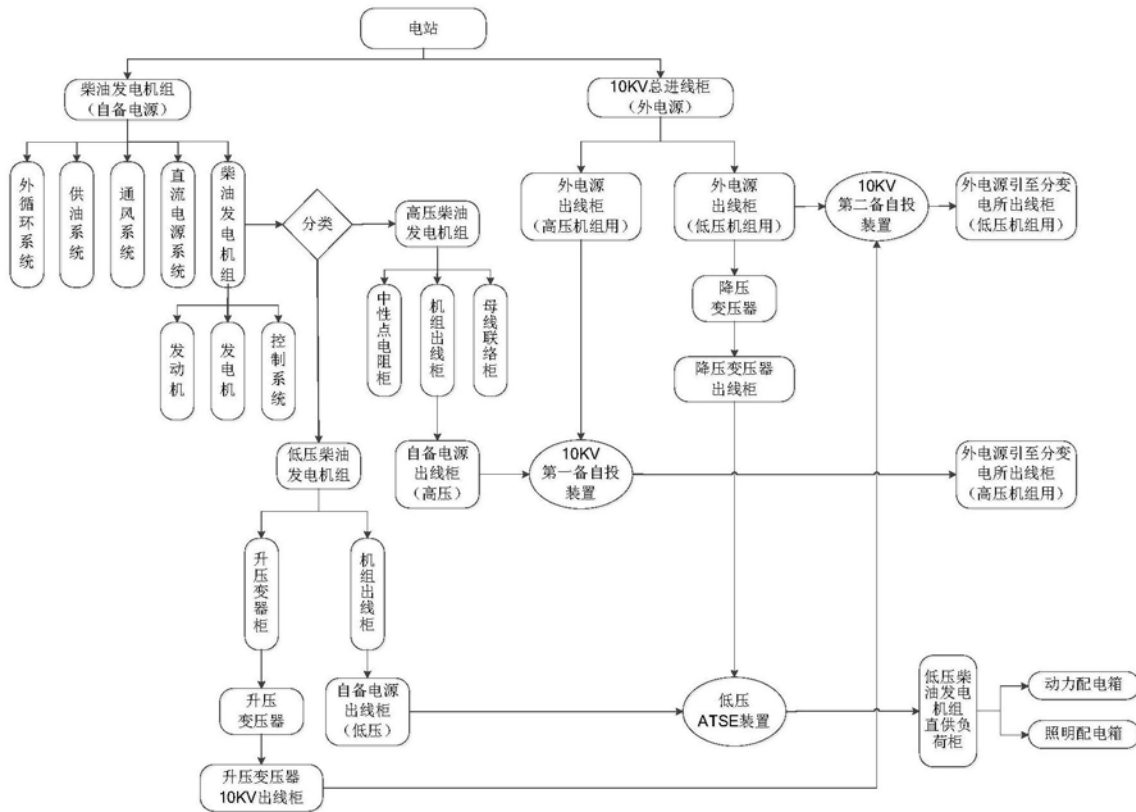 电站
柴油发电机组
（自备电源）
10KV总进线柜
（外电源）
外循环系统
供油系统
通风系统
直流电源系统
柴油发电机组
分类
高压柴油
发电机组
外电源
出线柜
（高压机组用）
外电源
出线柜
（低压机组用）
10KV
第二备自投
装置
外电源引至分变
电所出线柜
（低压机组用）
发动机
发电机
控制系统
中性点电阻柜
机组出线柜
母线联络柜
降压
变压器
降压变压器
出线柜
低压柴油
发电机组
自备电源
出线柜
（高压）
10KV
第一备自投
装置
外电源引至分变
电所出线柜
（高压机组用）
升压变器柜
机组出线柜
升压
变压器
自备电源
出线柜
（低压）
低压
ATSE装置
低压柴
油发电
机组
直供负
荷柜
动力配电箱
照明配电箱
升压变压器
10KV出线柜